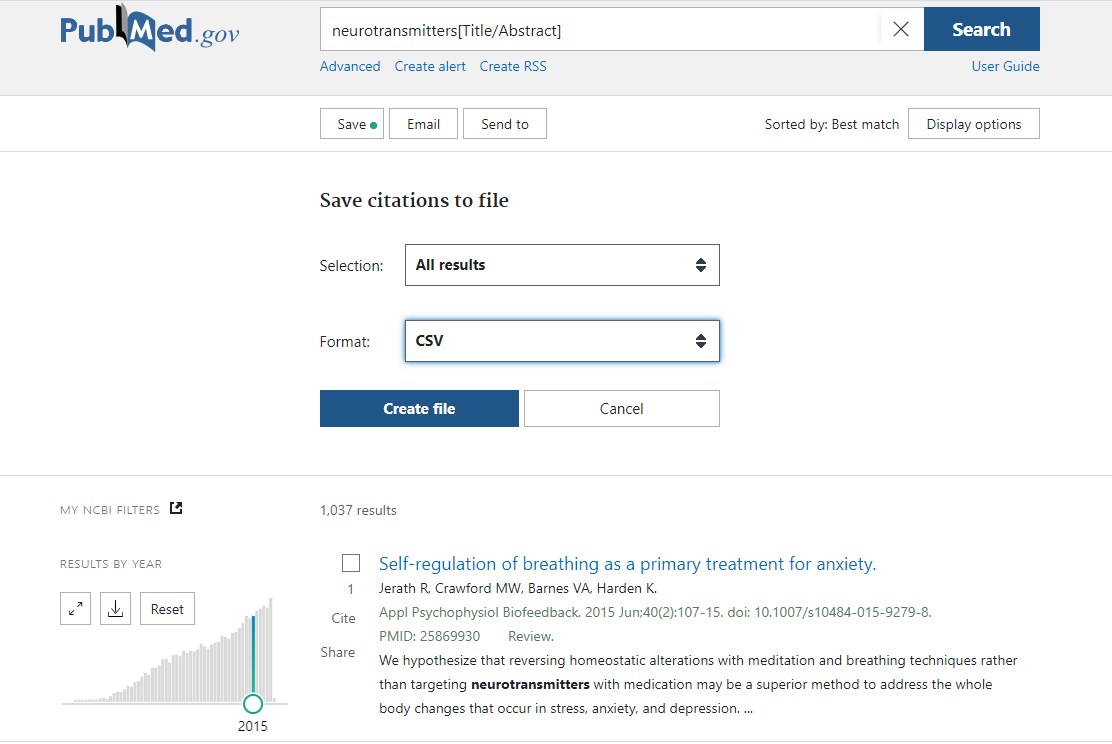 PubMed.gov
neurotransmitters[Title/Abstract]
Search
Advanced Create alert Create RSS User Guide
Save Email Send to Sorted by: Best match Display options
Save citations to file
Selection: All results
Format: CSV
Create file Cancel
MY NCBI FILTERS
1,037 results
RESULTS BY YEAR
Reset
2015
Self-regulation of breathing as a primary treatment for anxiety.
1
Jerath R, Crawford MW, Barnes VA, Harden K.
Cite
Appl Psychophysiol Biofeedback. 2015 Jun;40(2):107-15. doi: 10.1007/s10484-015-9279-8.
PMID: 25869930 Review.
Share
We hypothesize that reversing homeostatic alterations with meditation and breathing techniques rather
than targeting neurotransmitters with medication may be a superior method to address the whole
body changes that occur in stress, anxiety, and depression. ...